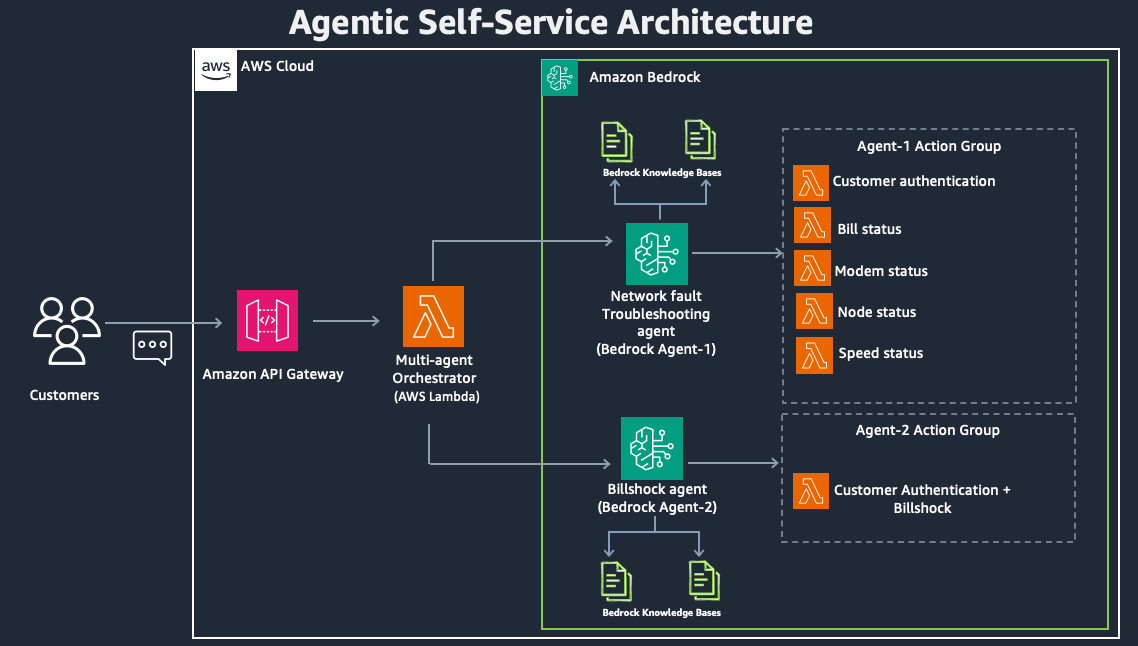 Agentic Self-Service Architecture
aws
AWS Cloud
Amazon Bedrock
Bedrock Knowledge Bases
Agent-1 Action Group
Customer authentication
Bill status
Modem status
Node status
Speed status
Network fault
Troubleshooting
agent
(Bedrock Agent-1)
</>
Customers
Amazon API Gateway
Multi-agent
Orchestrator
(AWS Lambda)
Billshock agent
(Bedrock Agent-2)
Agent-2 Action Group
Customer Authentication +
Billshock
Bedrock Knowledge Bases